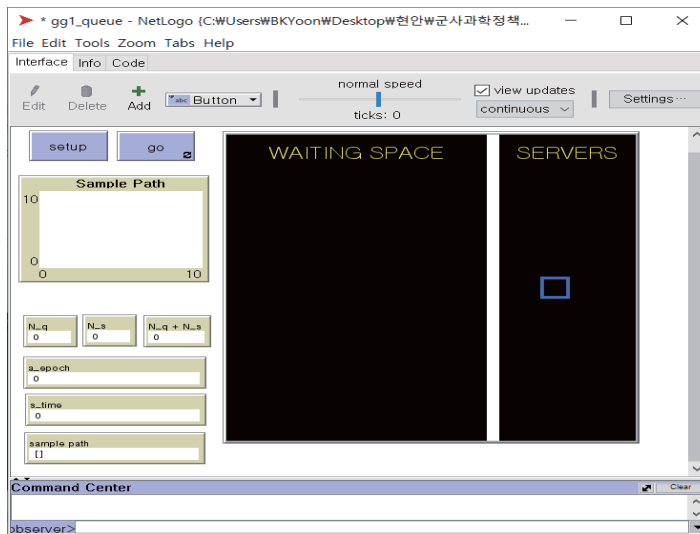 * gg1_queue - NetLogo {C:₩Users₩BKYoon₩Desktop₩현안₩군사과학정책...
File Edit Tools Zoom Tabs Help
Interface Info Code
Edit Delete Add abc Button
normal speed
ticks: 0
view updates
continuous
Settings...
setup go
WAITING SPACE SERVERS
Sample Path
10
0
0 10
N_q N_s N_q + N_s
0 0 0
a_epoch
0
s_time
0
sample path
[]
Command Center Clear
observer>